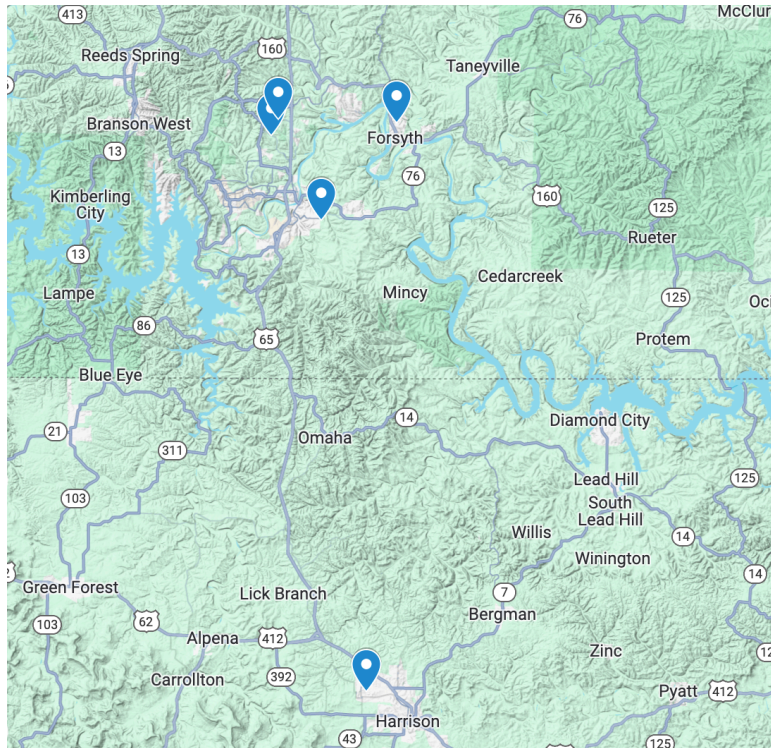 413
McClur
76
160
Reeds Spring
Taneyville
Branson West
Forsyth
13
76
Kimberling
City
160
125
Rueter
13
Cedarcreek
Lampe
Mincy
125
86
65
Protem
Blue Eye
14
21
Diamond City
Omaha
311
Lead Hill
125
103
South
Lead Hill
Willis
14
Winington
14
Green Forest
Lick Branch
7
Bergman
103
62
Alpena
412
Zinc
392
Carrollton
Pyatt
412
Harrison
43
125